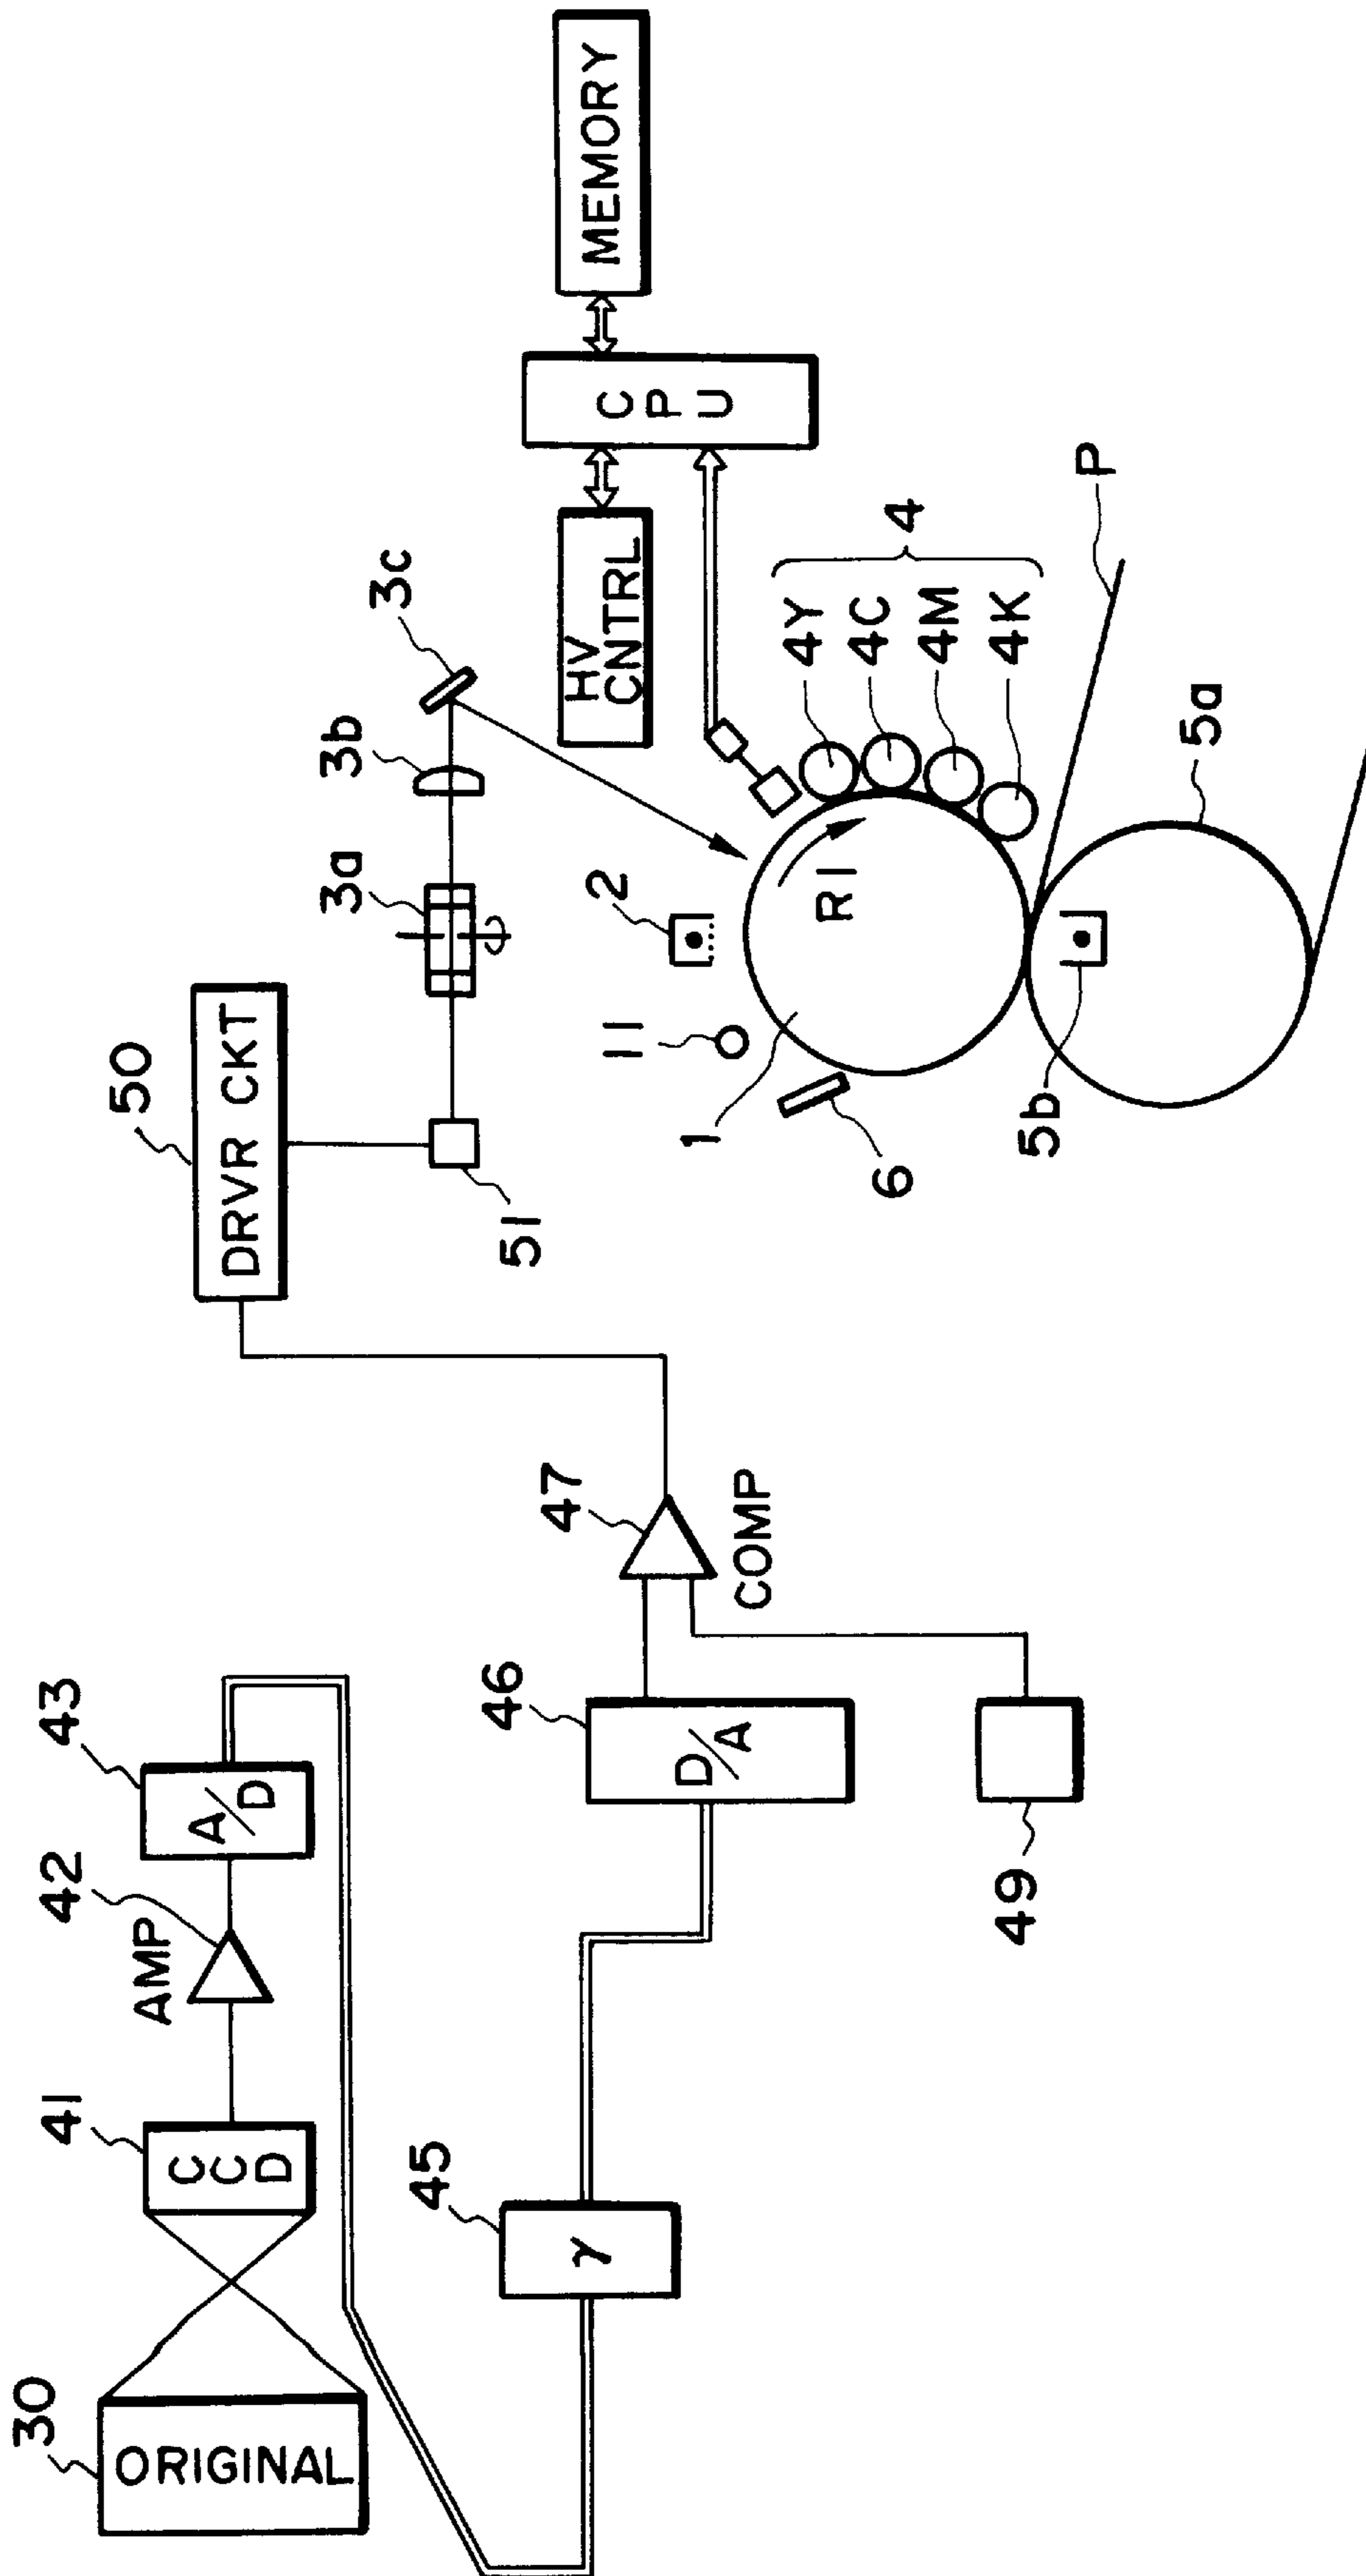 30
ORIGINAL
41
CCD
AMP
42
43
A/D
45
γ
46
D/A
49
47
COMP
50
DRVR CKT
51
3a
3b
3c
HV
CNTRL
CPU
MEMORY
11
2
6
1
R1
4Y
4C
4M
4K
4
P
5a
5b